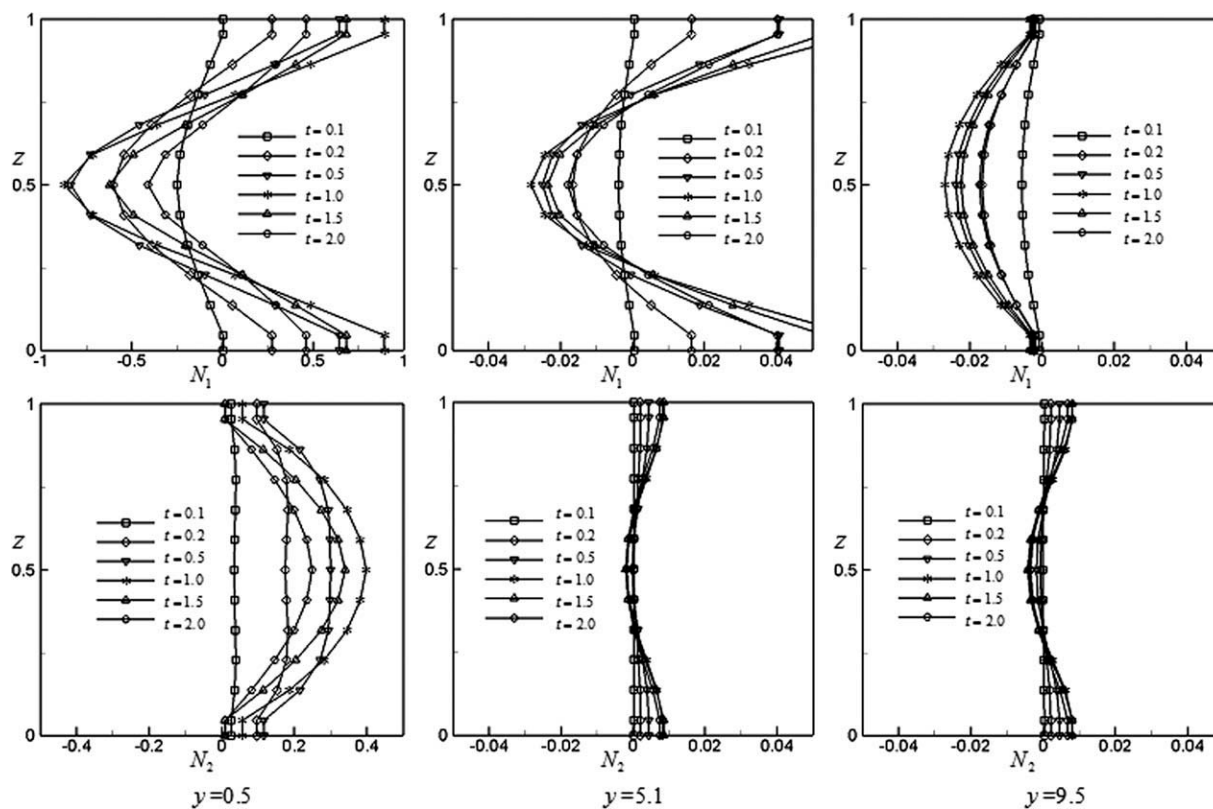 1
t = 0.1
t = 0.2
t = 0.5
t = 1.0
t = 1.5
t = 2.0
Z
0.5
0
-1 -0.5 0 0.5 1
N₁
1
t = 0.1
t = 0.2
t = 0.5
t = 1.0
t = 1.5
t = 2.0
Z
0.5
0
-0.04 -0.02 0 0.02 0.04
N₁
1
t = 0.1
t = 0.2
t = 0.5
t = 1.0
t = 1.5
t = 2.0
Z
0.5
0
-0.04 -0.02 0 0.02 0.04
N₁
1
t = 0.1
t = 0.2
t = 0.5
t = 1.0
t = 1.5
t = 2.0
Z
0.5
0
-0.4 -0.2 0 0.2 0.4
N₂
y=0.5
1
t = 0.1
t = 0.2
t = 0.5
t = 1.0
t = 1.5
t = 2.0
Z
0.5
0
-0.04 -0.02 0 0.02 0.04
N₂
y=5.1
1
t = 0.1
t = 0.2
t = 0.5
t = 1.0
t = 1.5
t = 2.0
Z
0.5
0
-0.04 -0.02 0 0.02 0.04
N₂
y=9.5